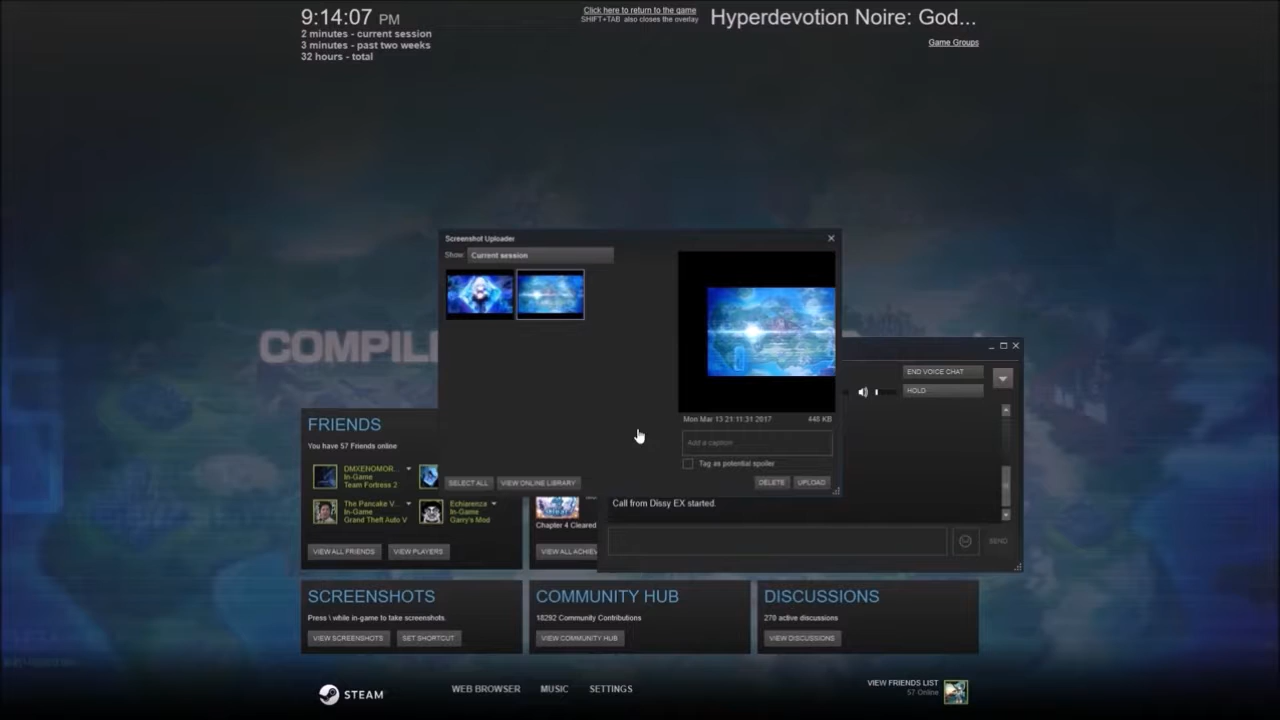 9:14:07 PM
2 minutes - current session
3 minutes - past two weeks
32 hours - total
Click here to return to the game
SHIFT+TAB also closes the overlay
Hyperdevotion Noire: God...
Game Groups
Screenshot Uploader
Show: Current session
COMPIL
Mon Mar 13 21:11:31 2017 448 KB
Add a caption
Tag as potential spoiler
SELECT ALL VIEW ONLINE LIBRARY
DELETE UPLOAD
END VOICE CHAT
HOLD
Call from Dissy EX started.
SEND
FRIENDS
You have 57 Friends online
DMXENOMOR...
In-Game
Team Fortress 2
The Pancake V...
In-Game
Grand Theft Auto V
Echiarenza
In-Game
Garry's Mod
VIEW ALL FRIENDS VIEW PLAYERS
Chapter 4 Cleared
VIEW ALL ACHIEV
SCREENSHOTS
Press \ while in-game to take screenshots.
VIEW SCREENSHOTS SET SHORTCUT
COMMUNITY HUB
18292 Community Contributions
VIEW COMMUNITY HUB
DISCUSSIONS
270 active discussions
VIEW DISCUSSIONS
STEAM
WEB BROWSER MUSIC SETTINGS
VIEW FRIENDS LIST
57 Online